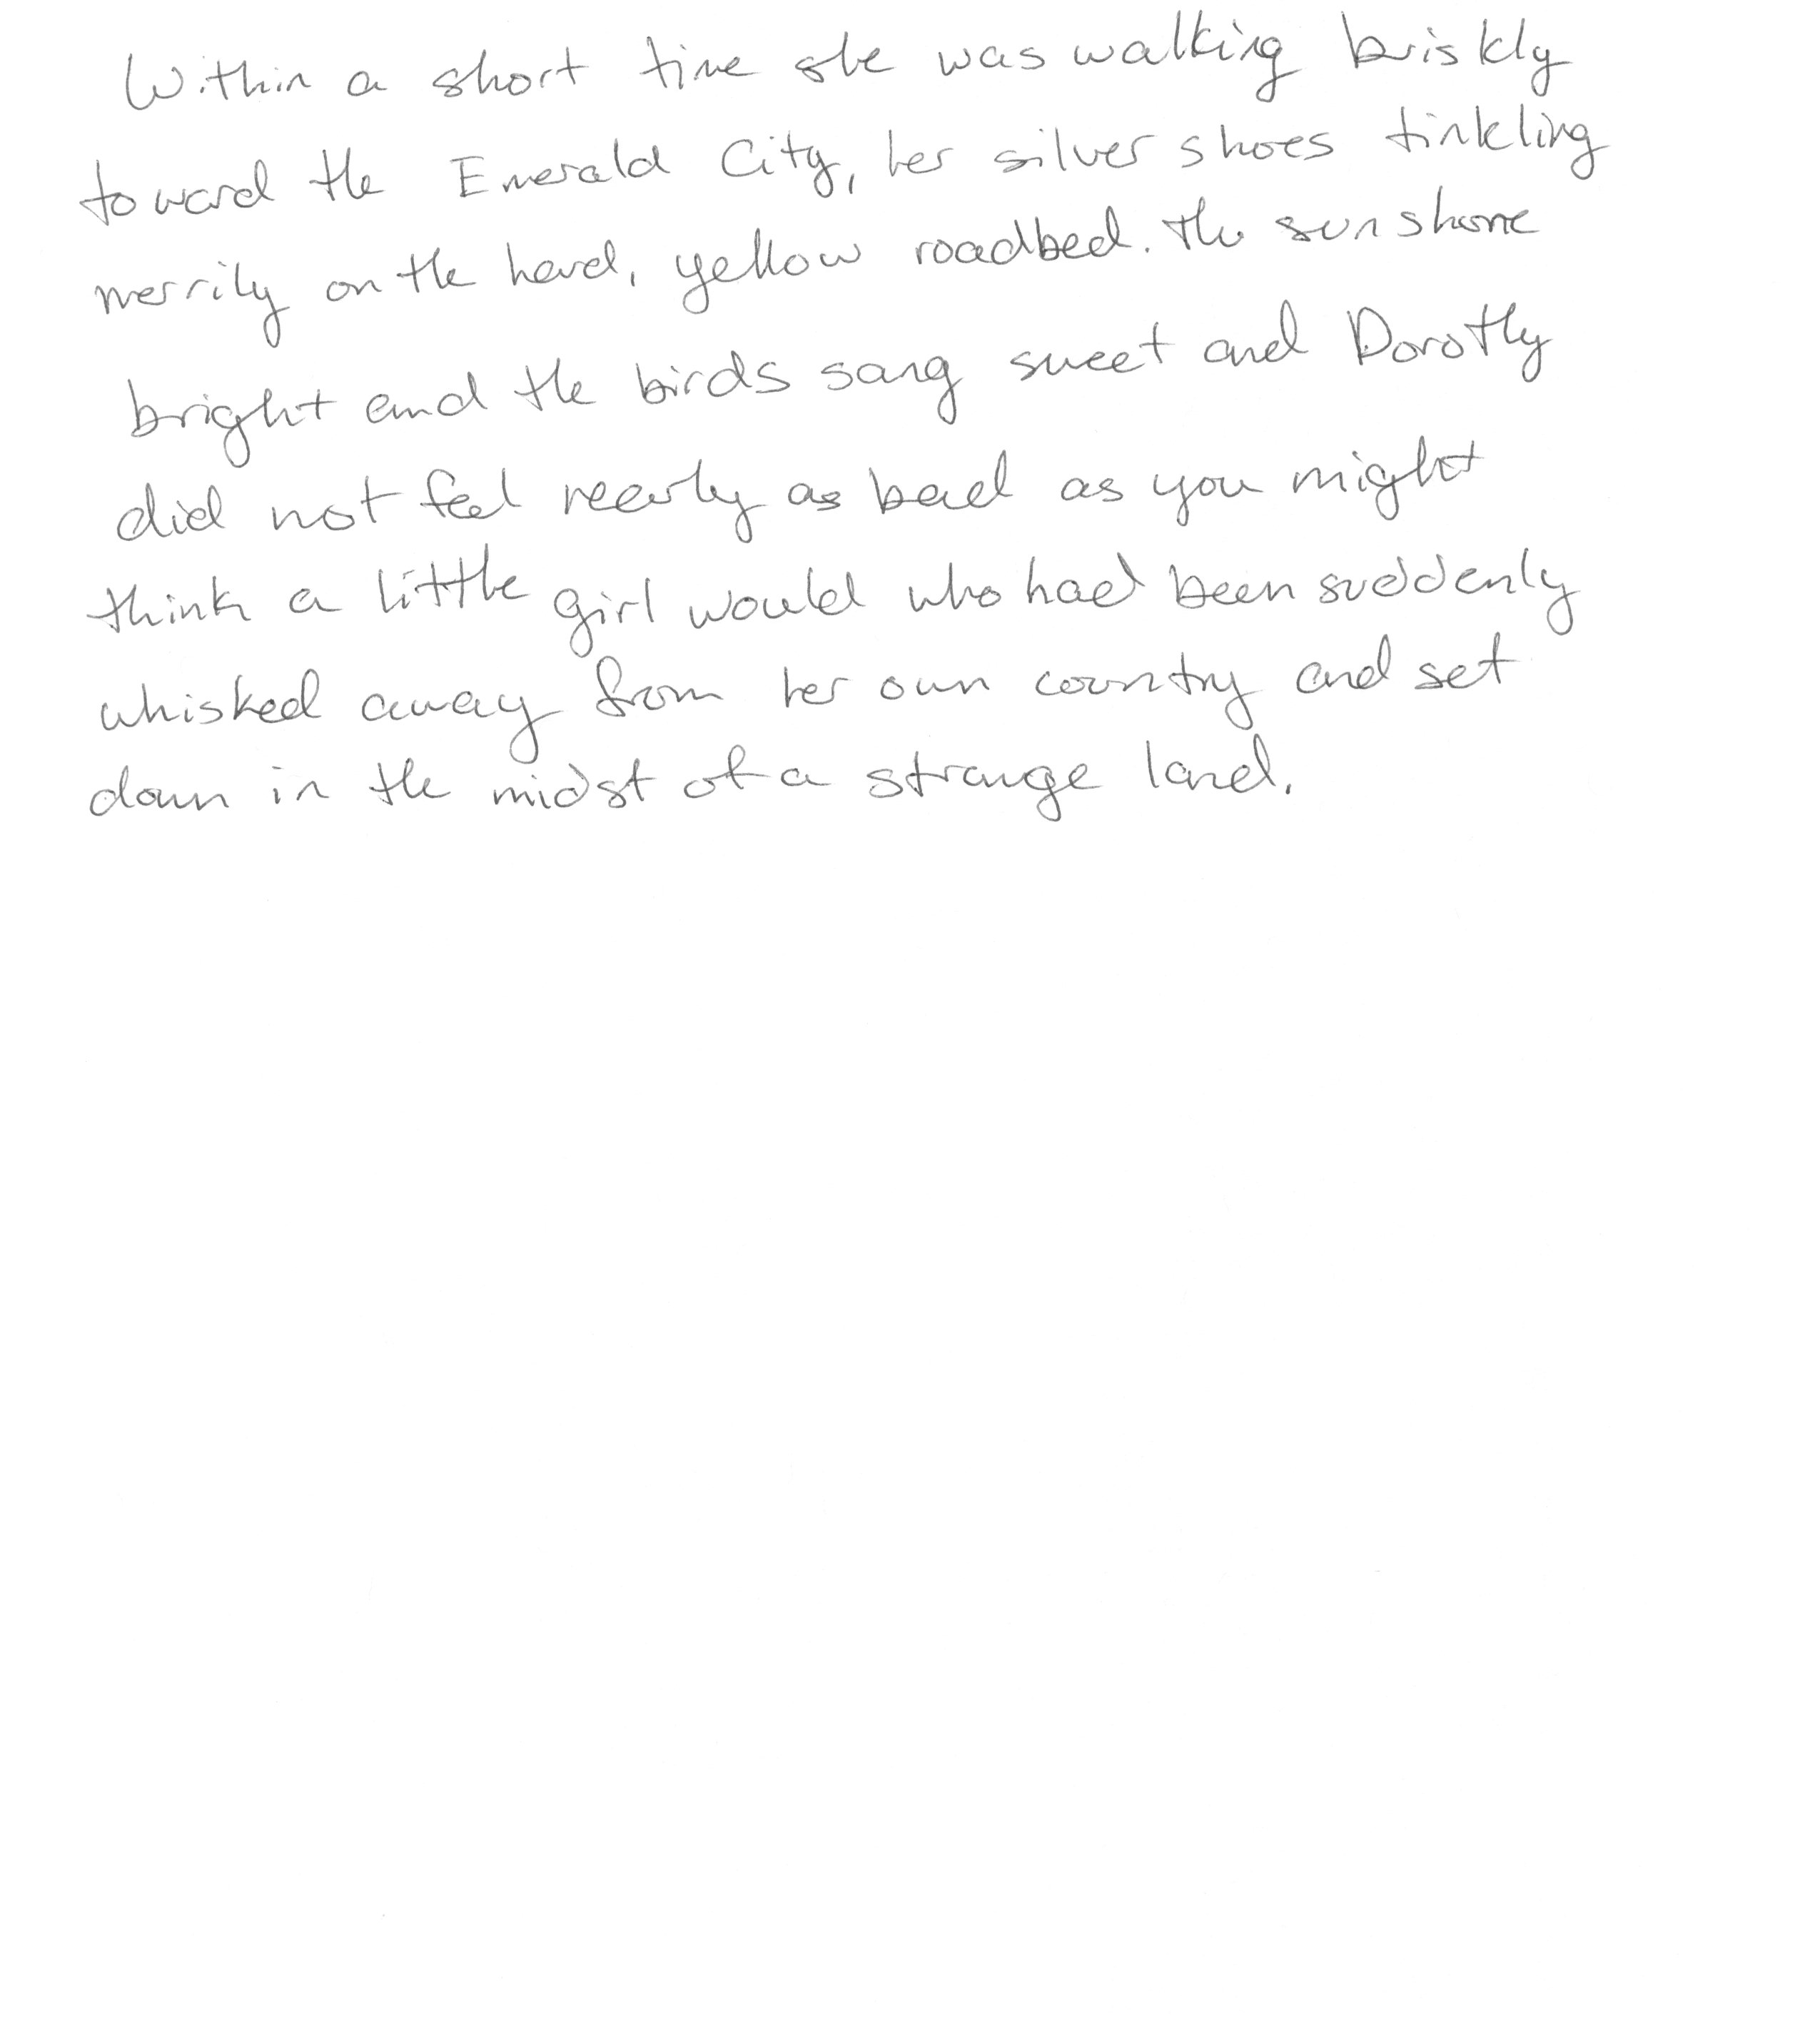 Within a short time she was walking briskly
toward the Emerald City, her silver shoes tinkling
merrily on the hard, yellow roadbed. The sun shone
bright and the birds sang sweet and Dorothy
did not feel nearly as bad as you might
think a little girl would who had been suddenly
whisked away from her own country and set
down in the midst of a strange land.